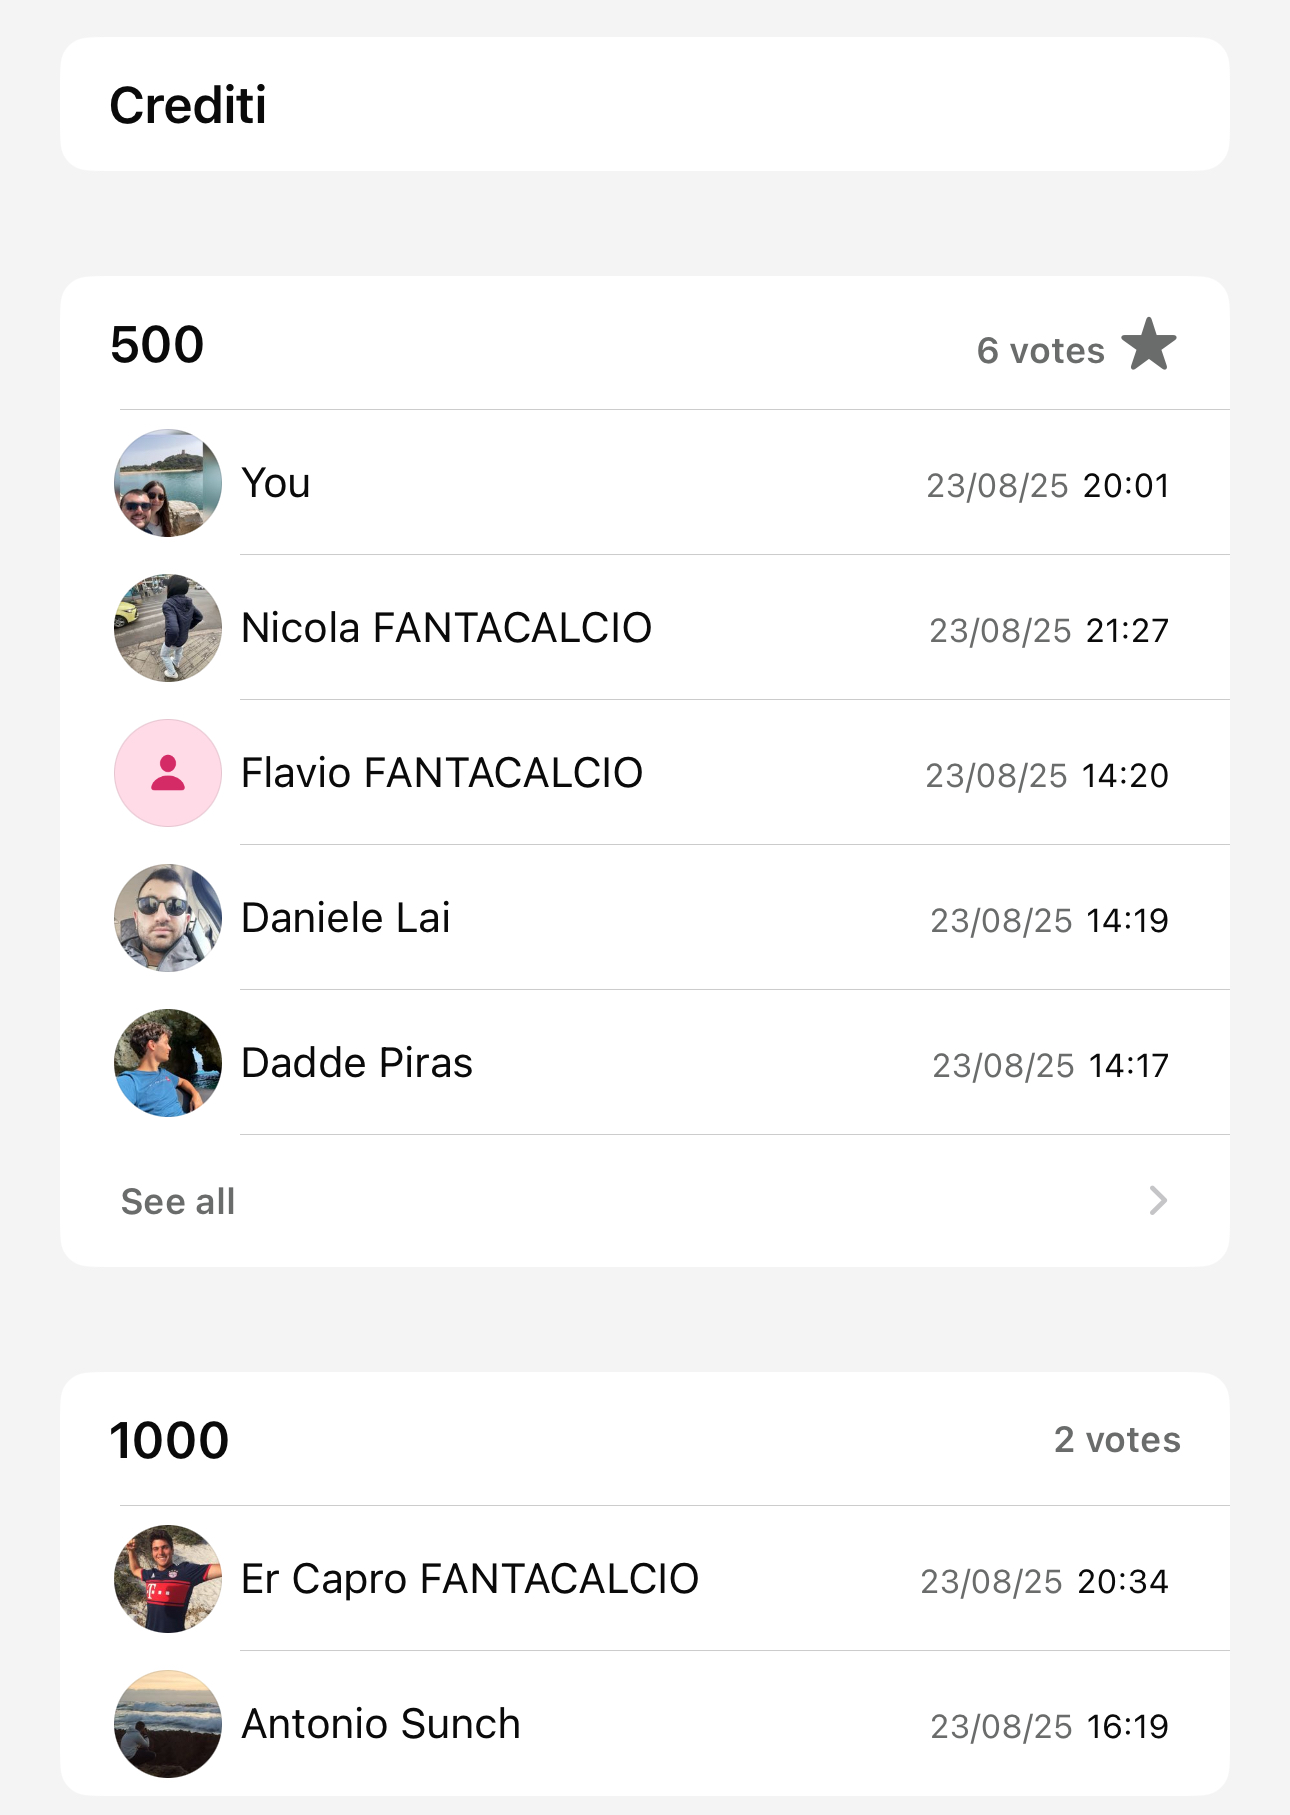 Crediti
500
6 votes
You
23/08/25 20:01
Nicola FANTACALCIO
23/08/25 21:27
Flavio FANTACALCIO
23/08/25 14:20
Daniele Lai
23/08/25 14:19
Dadde Piras
23/08/25 14:17
See all
1000
2 votes
Er Capro FANTACALCIO
23/08/25 20:34
Antonio Sunch
23/08/25 16:19